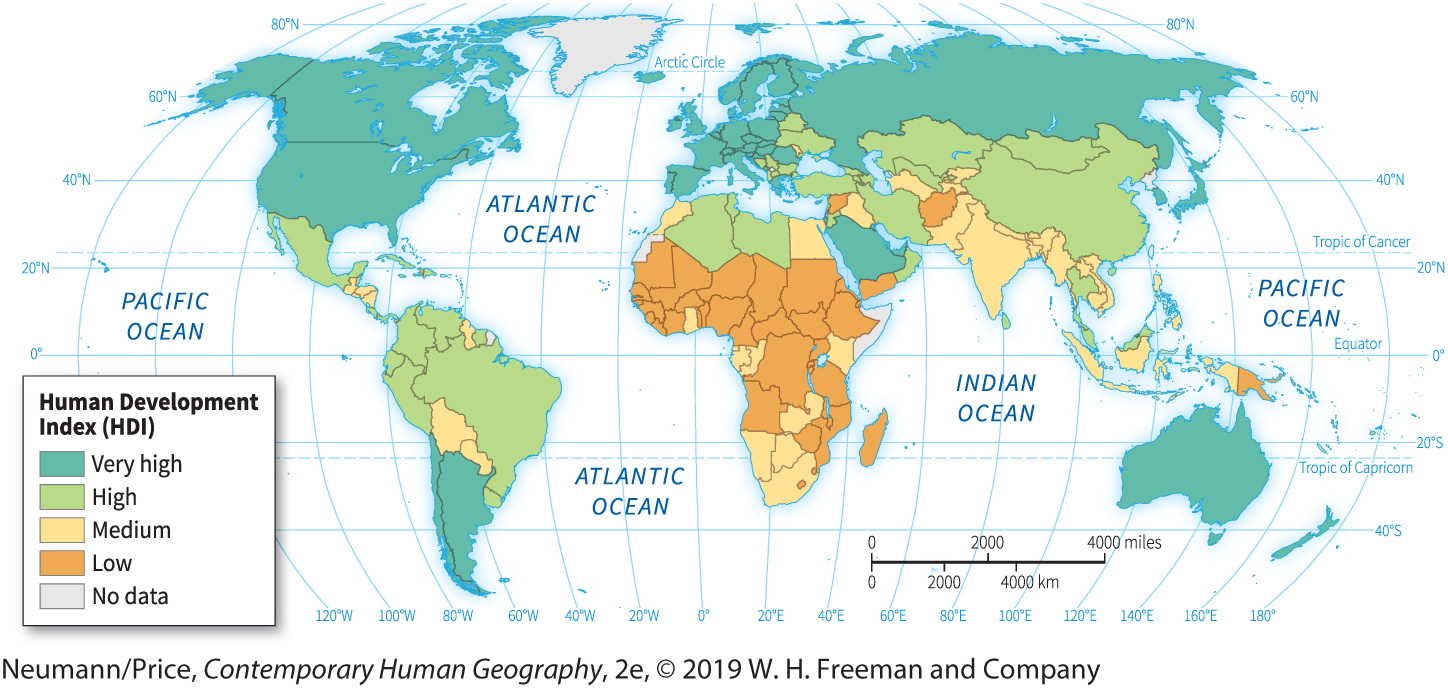 80°N
80°N
Arctic Circle
60°N
60°N
40°N
40°N
ATLANTIC
OCEAN
Tropic of Cancer
20°N
20°N
PACIFIC
OCEAN
PACIFIC
OCEAN
Equator
0°
0°
INDIAN
OCEAN
Human Development
Index (HDI)
Very high
High
Medium
Low
No data
20°S
Tropic of Capricorn
ATLANTIC
OCEAN
40°S
0 2000 4000 miles
0 2000 4000 km
120°W 100°W 80°W 60°W 40°W 20°W 0° 20°E 40°E 60°E 80°E 100°E 120°E 140°E 160°E 180°
Neumann/Price, Contemporary Human Geography, 2e, © 2019 W. H. Freeman and Company